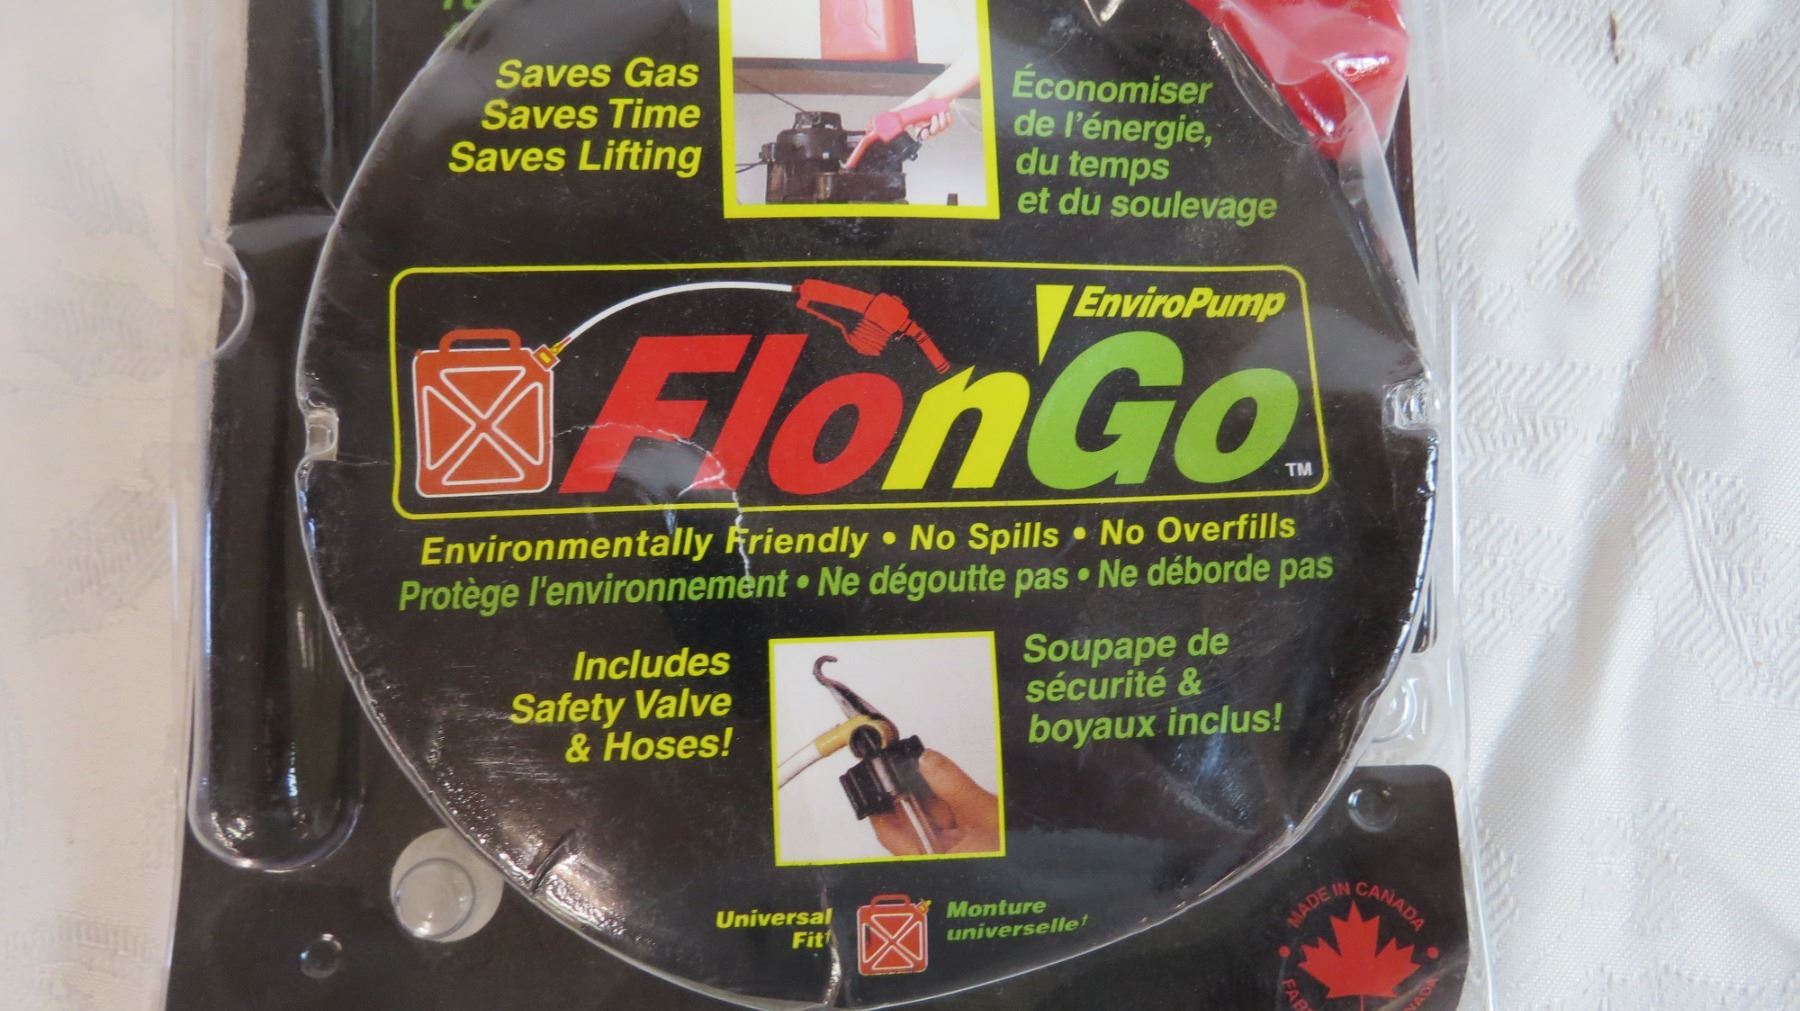 Saves Gas
Saves Time
Saves Lifting
Économiser
de l'énergie,
du temps
et du soulevage
EnviroPump
FlonGo™
Environmentally Friendly • No Spills • No Overfills
Protège l'environnement • Ne dégoutte pas • Ne déborde pas
Includes
Safety Valve
& Hoses!
Soupape de
sécurité &
boyaux inclus!
Universal
Fit†
Monture
universelle†
MADE IN CANADA